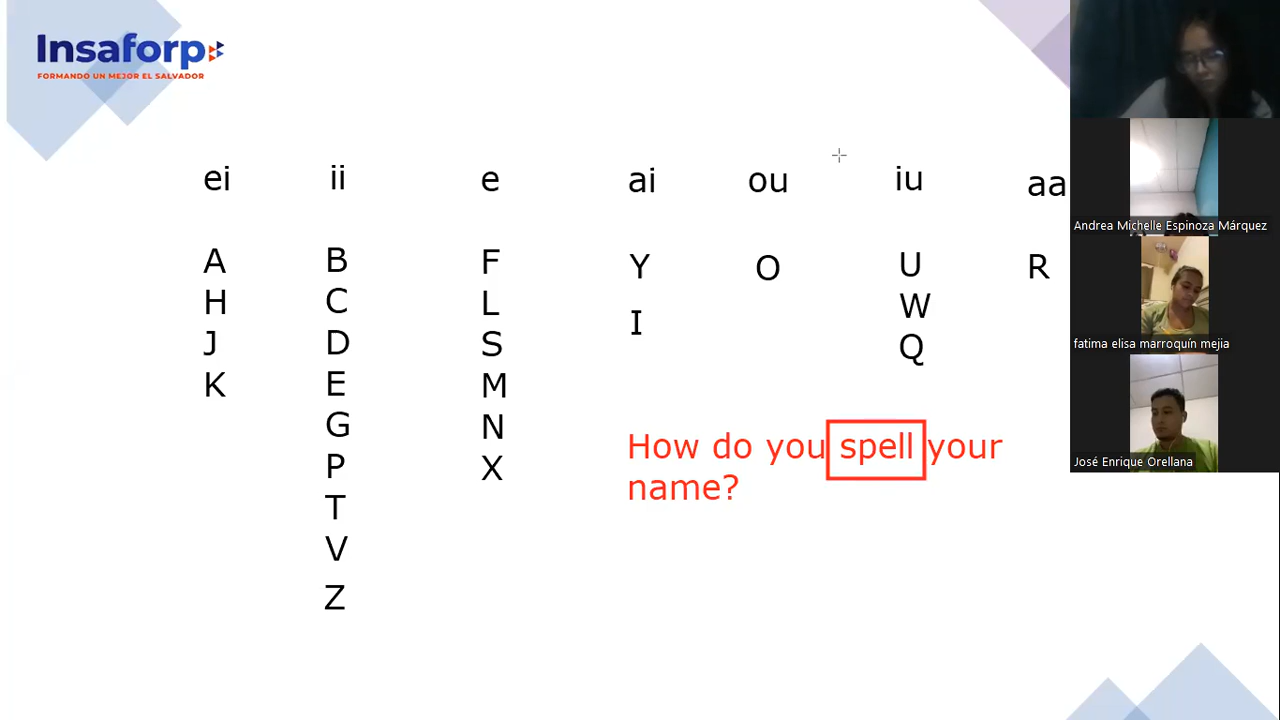 Insaforp
FORMANDO UN MEJOR EL SALVADOR
ei ii e ai ou iu aa
A B F Y O U R
H C L I W
J D S Q
K E M
G N
P X
T
V
Z
How do you spell your
name?
Andrea Michelle Espinoza Márquez
fatima elisa marroquín mejia
José Enrique Orellana